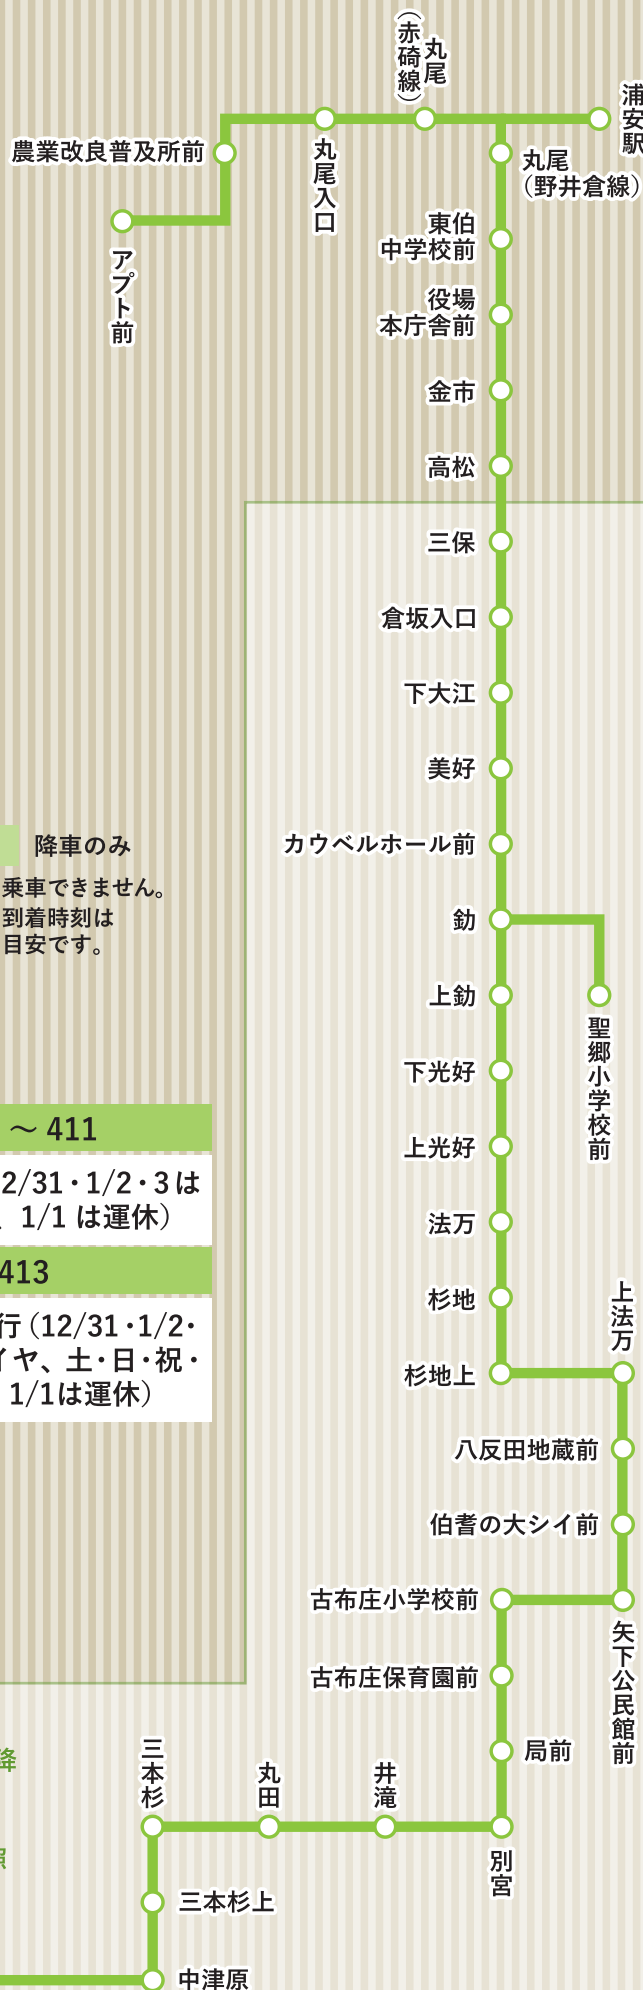 丸尾
（赤碕線）
浦安駅
農業改良普及所前
丸尾入口
丸尾
（野井倉線）
アプト前
東伯
中学校前
役場
本庁舎前
金市
高松
三保
倉坂入口
下大江
美好
カウベルホール前
釛
上釛
聖郷小学校前
下光好
上光好
法万
杉地
杉地上
上法万
八反田地蔵前
伯耆の大シイ前
古布庄小学校前
矢下公民館前
古布庄保育園前
局前
別宮
井滝
丸田
三本杉
三本杉上
中津原
降車のみ
乗車できません。
到着時刻は
目安です。
～ 411
2/31・1/2・3 は
、1/1 は運休）
413
行（12/31・1/2・
イヤ、土・日・祝・
1/1は運休）
降